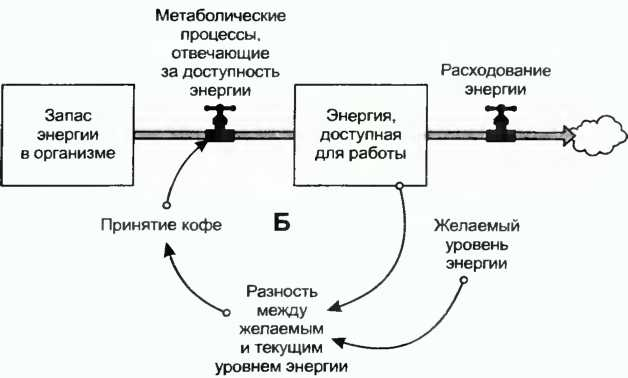 Метаболические
процессы,
отвечающие
за доступность
энергии
Расходование
энергии
Запас
энергии
в организме
Энергия,
доступная
для работы
Принятие кофе
Б
Желаемый
уровень
энергии
Разность
между
желаемым
и текущим
уровнем энергии